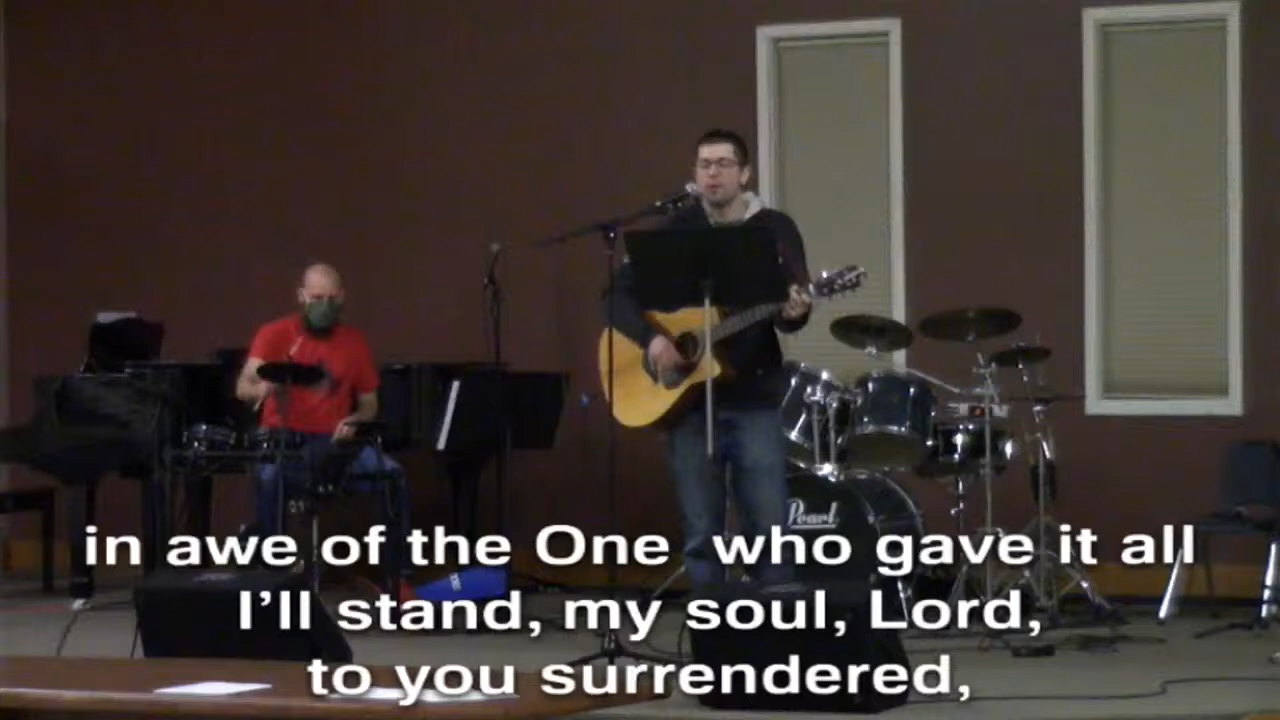 Pearl
in awe of the One who gave it all
I'll stand, my soul, Lord,
to you surrendered,